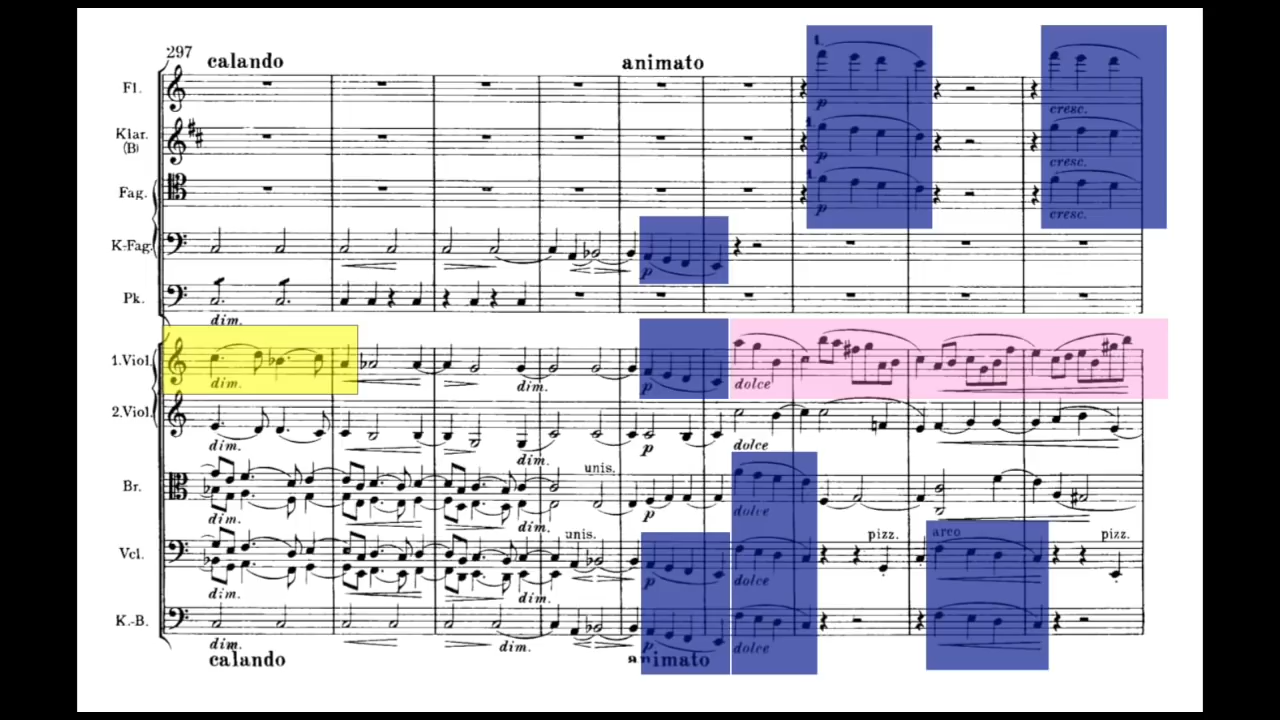 297
calando animato
Fl.
p cresc.
Klar.
(B)
p cresc.
Fag.
p cresc.
K-Fag.
p
Pk.
dim.
1.Viol.
dim. dim. p dolce
2.Viol.
dim. dim. p dolce
unis.
Br.
dim. dim. p dolce
unis. pizz. arco pizz.
Vcl.
dim. dim. p dolce
K.-B.
dim. dim. p dolce
calando animato